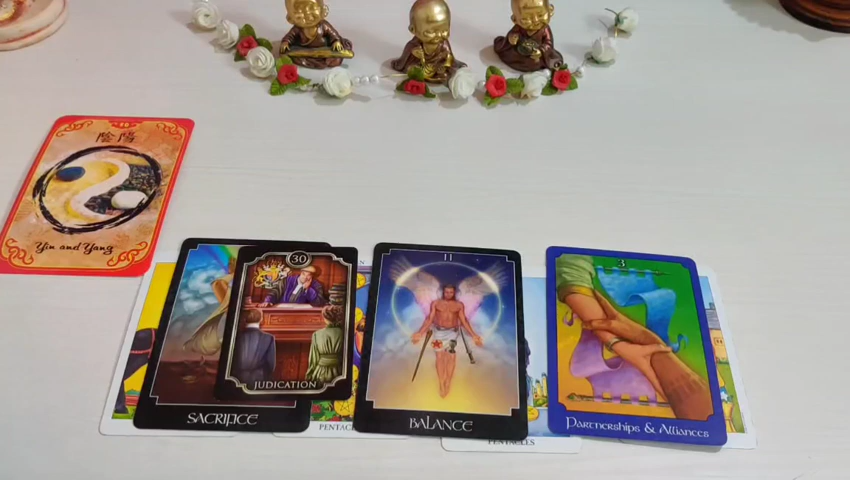 陰陽
Yin and Yang
SACRIFICE
30
JUDICATION
11
BALANCE
3
Partnerships & Alliances
PENTACLES